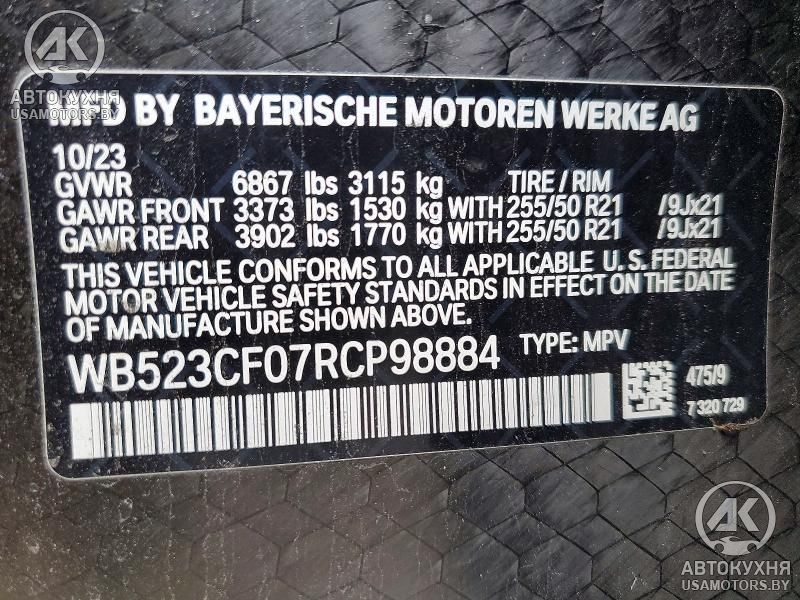 AK
АВТОКУХНЯ
USAMOTORS.BY
MFD BY BAYERISCHE MOTOREN WERKE AG
10/23
GVWR 6867 lbs 3115 kg TIRE / RIM
GAWR FRONT 3373 lbs 1530 kg WITH 255/50 R21 /9Jx21
GAWR REAR 3902 lbs 1770 kg WITH 255/50 R21 /9Jx21
THIS VEHICLE CONFORMS TO ALL APPLICABLE U. S. FEDERAL
MOTOR VEHICLE SAFETY STANDARDS IN EFFECT ON THE DATE
OF MANUFACTURE SHOWN ABOVE.
WB523CF07RCP98884 TYPE: MPV
475/9
7 320 729
AK
АВТОКУХНЯ
USAMOTORS.BY